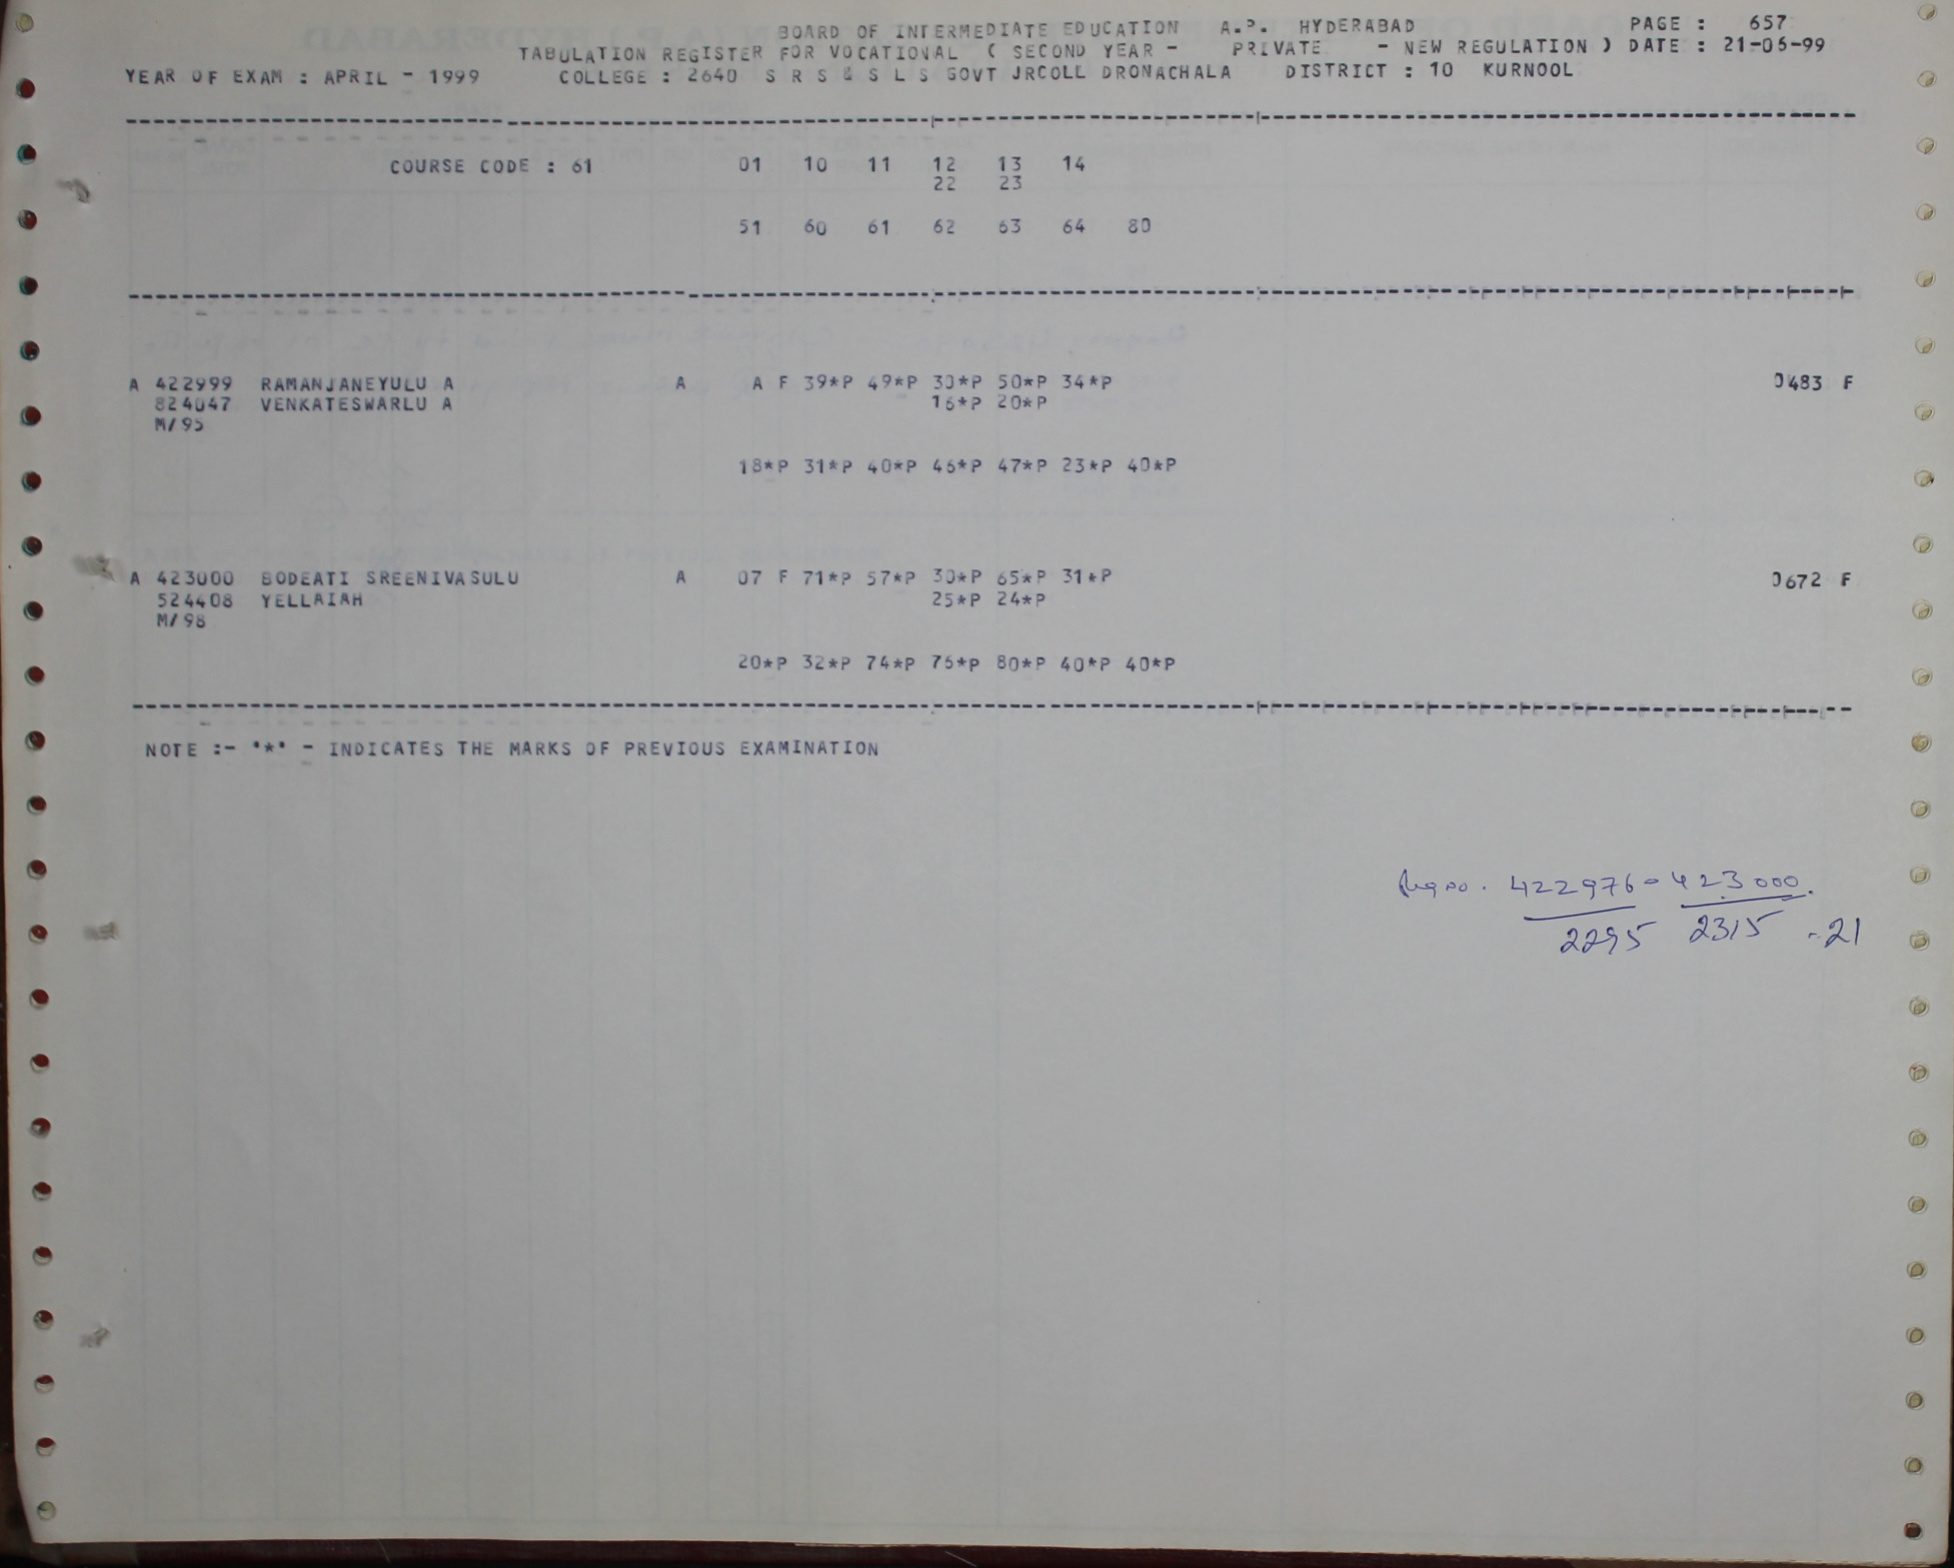 BOARD OF INTERMEDIATE EDUCATION A.P. HYDERABAD PAGE : 657
TABULATION REGISTER FOR VOCATIONAL ( SECOND YEAR - PRIVATE - NEW REGULATION ) DATE : 21-06-99
YEAR OF EXAM : APRIL - 1999 COLLEGE : 2640 S R S & S L S GOVT JRCOLL DRONACHALA DISTRICT : 10 KURNOOL
COURSE CODE : 61 01 10 11 12 13 14
22 23
51 60 61 62 63 64 80
A 422999 RAMANJANEYULU A A A F 39*P 49*P 30*P 50*P 34*P 0483 F
824047 VENKATESWARLU A 16*P 20*P
M/95
18*P 31*P 40*P 46*P 47*P 23*P 40*P
A 423000 BODEATI SREENIVASULU A 07 F 71*P 57*P 30*P 65*P 31*P 0672 F
524408 YELLAIAH 25*P 24*P
M/98
20*P 32*P 74*P 76*P 80*P 40*P 40*P
NOTE :- '*' - INDICATES THE MARKS OF PREVIOUS EXAMINATION
Reg no. 422976-423000.
2295 2315 -21